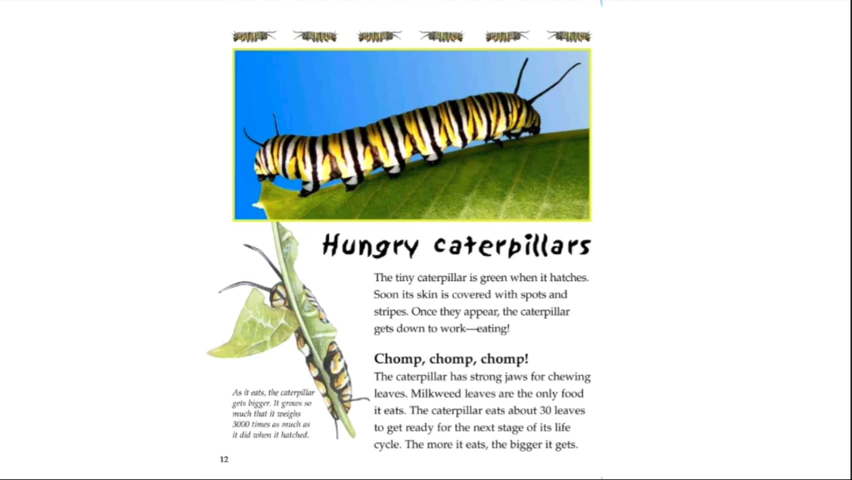 Hungry caterpillars
The tiny caterpillar is green when it hatches.
Soon its skin is covered with spots and
stripes. Once they appear, the caterpillar
gets down to work—eating!
Chomp, chomp, chomp!
The caterpillar has strong jaws for chewing
leaves. Milkweed leaves are the only food
it eats. The caterpillar eats about 30 leaves
to get ready for the next stage of its life
cycle. The more it eats, the bigger it gets.
As it eats, the caterpillar
gets bigger. It grows so
much that it weighs
3000 times as much as
it did when it hatched.
12